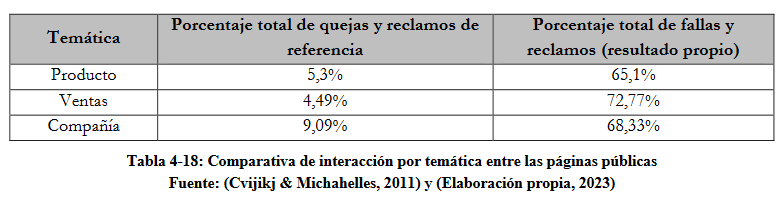 Temática
Porcentaje total de quejas y reclamos de
referencia
Porcentaje total de fallas y
reclamos (resultado propio)
Producto 5,3% 65,1%
Ventas 4,49% 72,77%
Compañía 9,09% 68,33%
Tabla 4-18: Comparativa de interacción por temática entre las páginas públicas
Fuente: (Cvijikj & Michahelles, 2011) y (Elaboración propia, 2023)